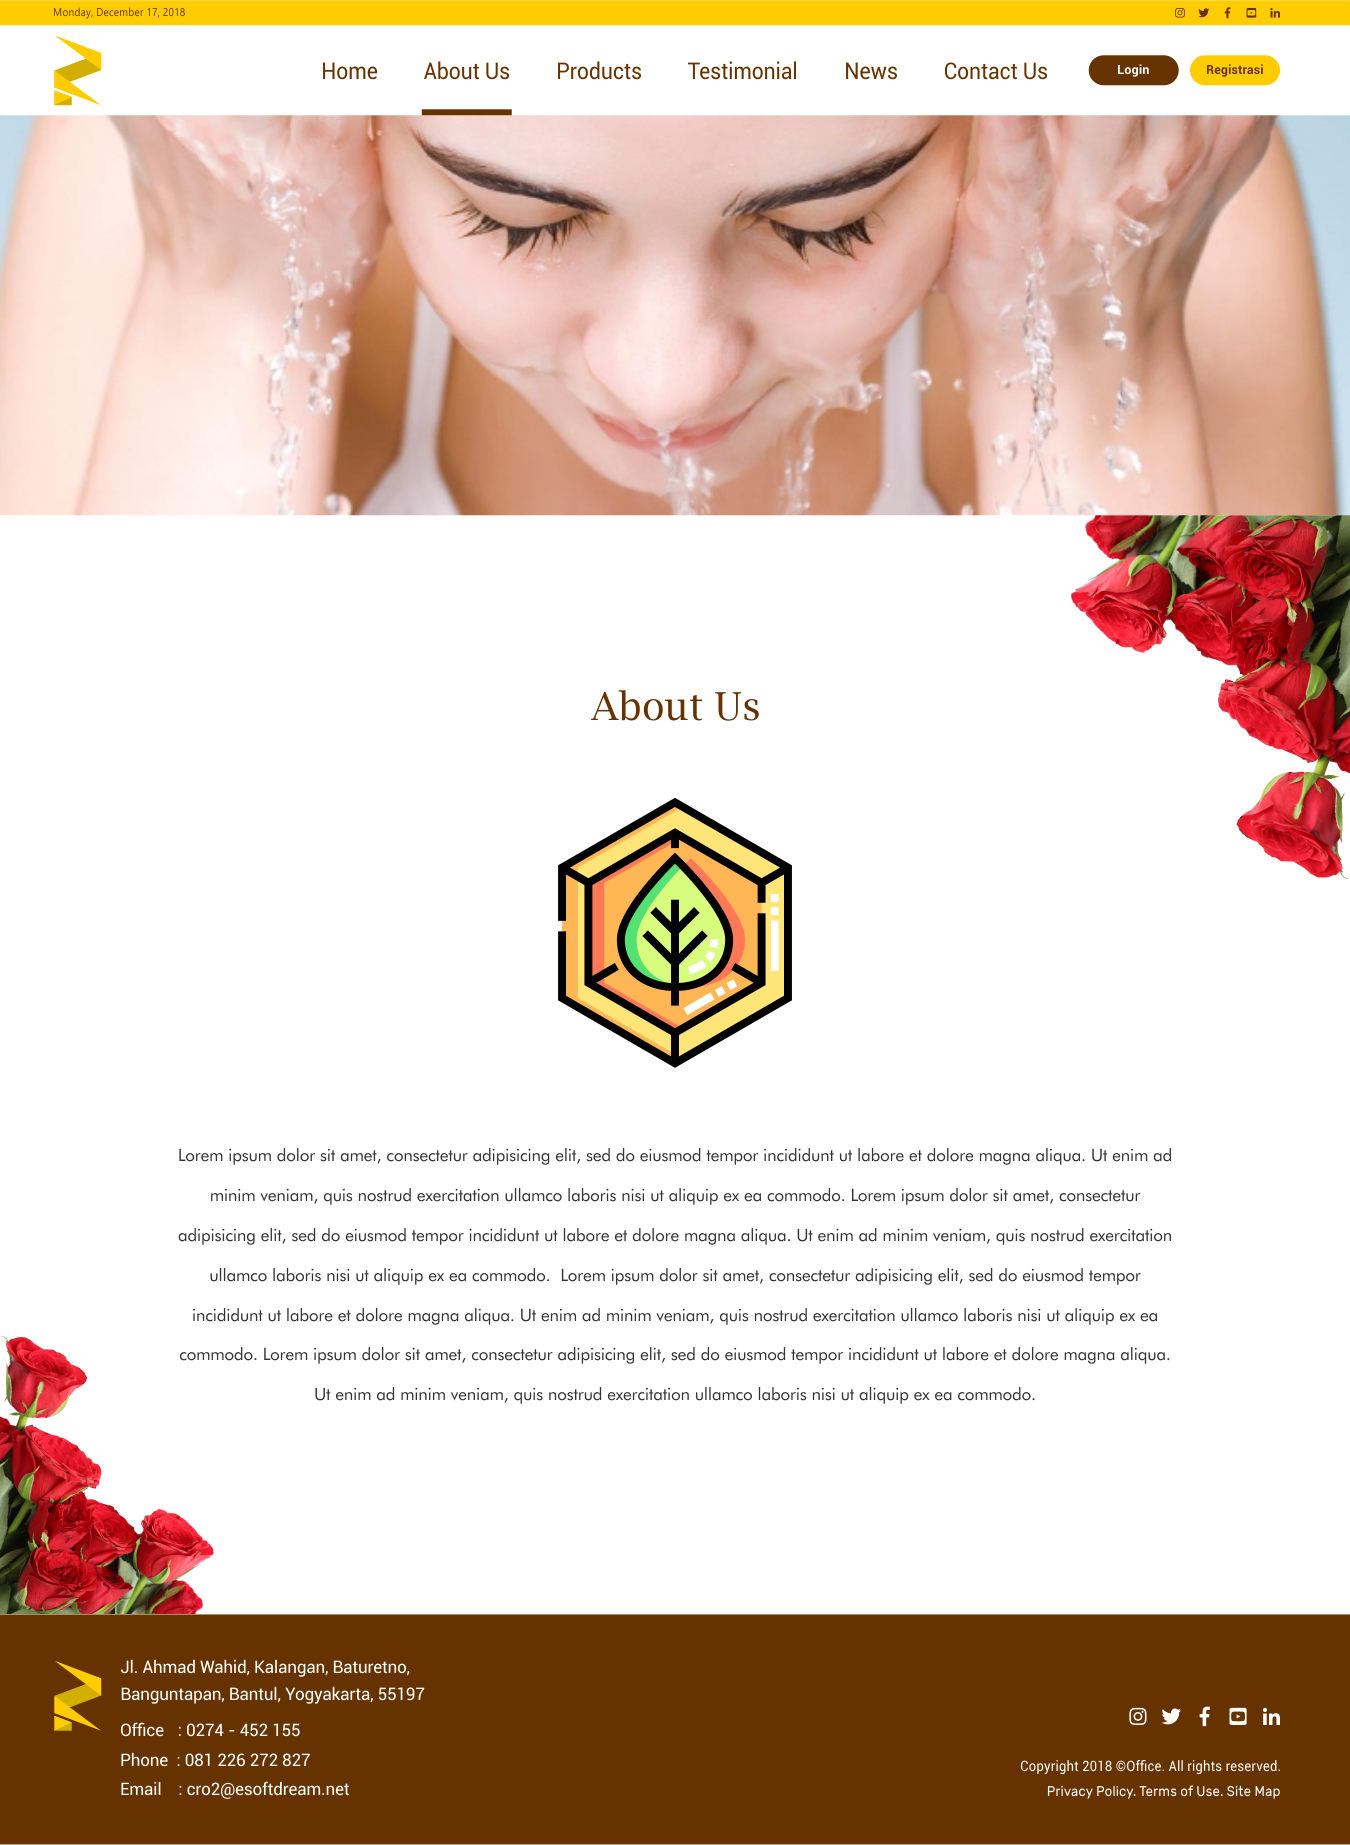 Monday, December 17, 2018
Home
About Us
Products
Testimonial
News
Contact Us
Login
Registrasi
About Us
Lorem ipsum dolor sit amet, consectetur adipisicing elit, sed do eiusmod tempor incididunt ut labore et dolore magna aliqua. Ut enim ad
minim veniam, quis nostrud exercitation ullamco laboris nisi ut aliquip ex ea commodo. Lorem ipsum dolor sit amet, consectetur
adipisicing elit, sed do eiusmod tempor incididunt ut labore et dolore magna aliqua. Ut enim ad minim veniam, quis nostrud exercitation
ullamco laboris nisi ut aliquip ex ea commodo.  Lorem ipsum dolor sit amet, consectetur adipisicing elit, sed do eiusmod tempor
incididunt ut labore et dolore magna aliqua. Ut enim ad minim veniam, quis nostrud exercitation ullamco laboris nisi ut aliquip ex ea
commodo. Lorem ipsum dolor sit amet, consectetur adipisicing elit, sed do eiusmod tempor incididunt ut labore et dolore magna aliqua.
Ut enim ad minim veniam, quis nostrud exercitation ullamco laboris nisi ut aliquip ex ea commodo.
Jl. Ahmad Wahid, Kalangan, Baturetno,
Banguntapan, Bantul, Yogyakarta, 55197
Office : 0274 - 452 155
Phone : 081 226 272 827
Email : cro2@esoftdream.net
Copyright 2018 ©Office. All rights reserved.
Privacy Policy. Terms of Use. Site Map